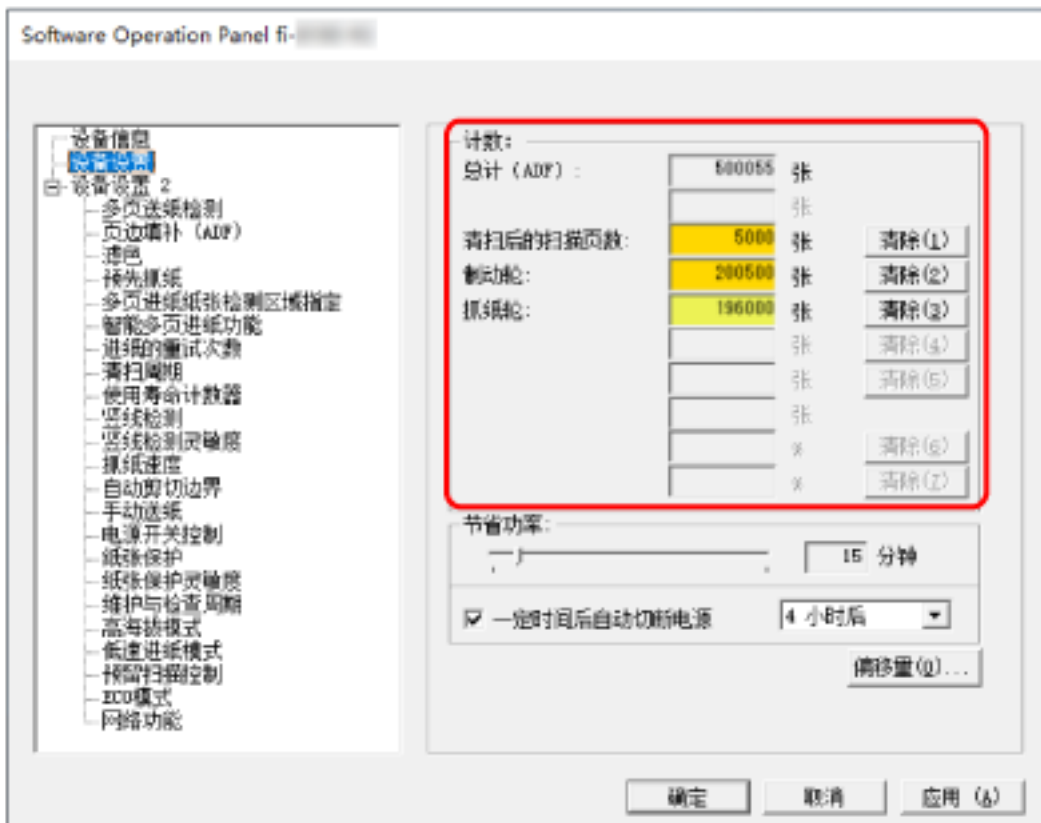 Software Operation Panel fi-
设备信息
设备设置
设备设置 2
多页送纸检测
页边填补 (ADF)
滤色
预先抓纸
多页进纸纸张检测区域指定
智能多页进纸功能
进纸的重试次数
清扫周期
使用寿命计数器
竖线检测
竖线检测灵敏度
抓纸速度
自动剪切边界
手动送纸
电源开关控制
纸张保护
纸张保护灵敏度
维护与检查周期
高海拔模式
低速进纸模式
预留扫描控制
ECO模式
网络功能
计数:
总计 (ADF) : 500055 张
张
清扫后的扫描页数: 5000 张 清除(1)
制动轮: 200500 张 清除(2)
抓纸轮: 196000 张 清除(3)
张 清除(4)
张 清除(5)
张
% 清除(6)
% 清除(7)
节省功率:
15 分钟
一定时间后自动切断电源 4 小时后
偏移量(O)...
确定 取消 应用 (A)